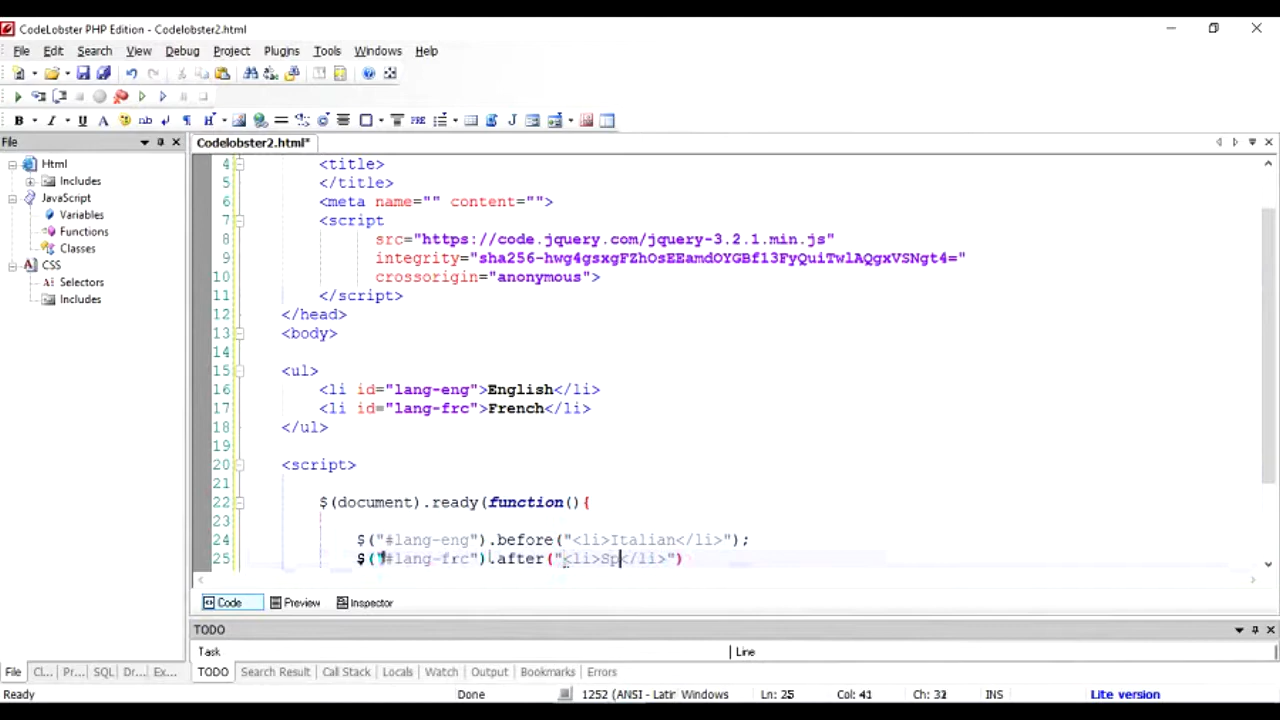 CodeLobster PHP Edition - Codelobster2.html
File Edit Search View Debug Project Plugins Tools Windows Help
B I U A nb H PRE J
File
Codelobster2.html*
Html
Includes
JavaScript
Variables
Functions
Classes
CSS
Selectors
Includes
4 <title>
5 </title>
6 <meta name="" content="">
7 <script
8 src="https://code.jquery.com/jquery-3.2.1.min.js"
9 integrity="sha256-hwg4gsxgFZhOsEEamdOYGBf13FyQuiTwlAQgxVSNgt4="
10 crossorigin="anonymous">
11 </script>
12 </head>
13 <body>
14
15 <ul>
16 <li id="lang-eng">English</li>
17 <li id="lang-frc">French</li>
18 </ul>
19
20 <script>
21
22 $(document).ready(function(){
23
24 $("#lang-eng").before("<li>Italian</li>");
25 $("#lang-frc").after("<li>Sp</li>")
Code Preview Inspector
TODO
Task Line
File Cl... Pr... SQL Dr... Ex... TODO Search Result Call Stack Locals Watch Output Bookmarks Errors
Ready Done 1252 (ANSI - Latin Windows Ln: 25 Col: 41 Ch: 32 INS Lite version